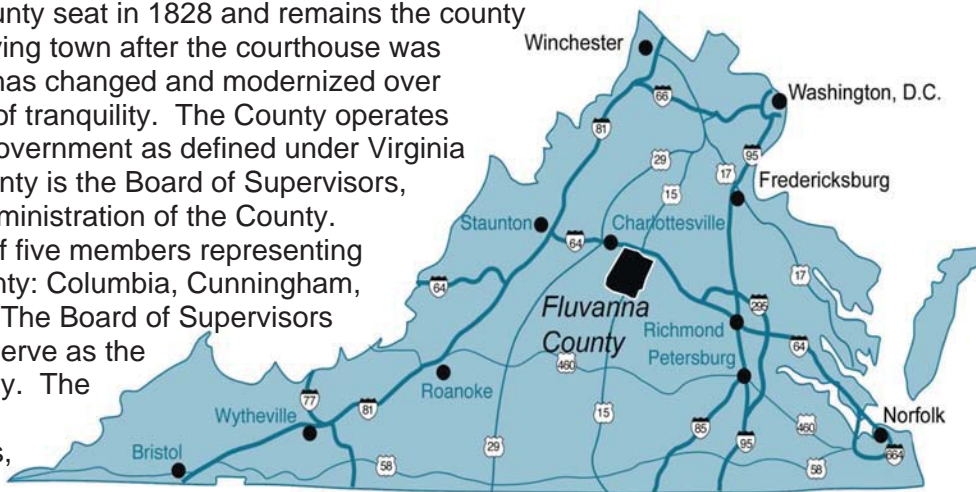 unty seat in 1828 and remains the county
ving town after the courthouse was
has changed and modernized over
of tranquility. The County operates
overnment as defined under Virginia
nty is the Board of Supervisors,
ministration of the County.
f five members representing
nty: Columbia, Cunningham,
The Board of Supervisors
erve as the
y. The
s,
Winchester
Washington, D.C.
66
81
29
95
17
15
Fredericksburg
Staunton
Charlottesville
64
64
17
Fluvanna
County
295
Richmond
64
Petersburg
460
Roanoke
77
81
15
Wytheville
85
460
Norfolk
29
95
664
Bristol
58
58